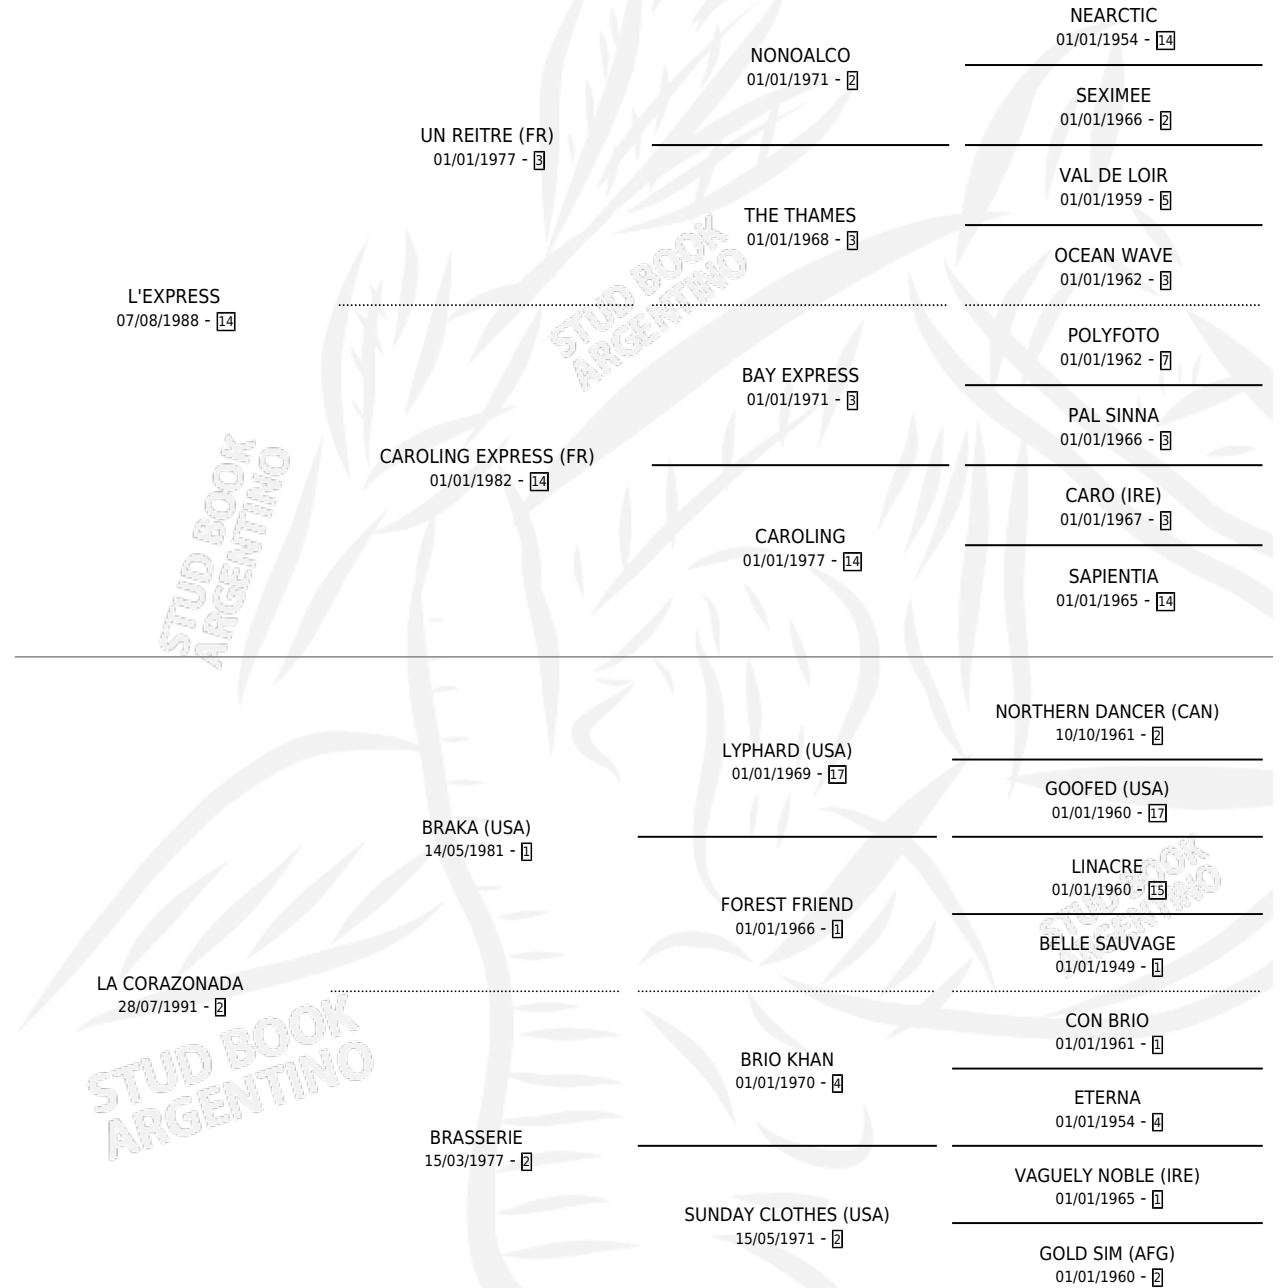 NEARCTIC
01/01/1954 - 14
NONOALCO
01/01/1971 - 2
SEXIMEE
01/01/1966 - 2
UN REITRE (FR)
01/01/1977 - 3
VAL DE LOIR
01/01/1959 - 5
THE THAMES
01/01/1968 - 3
OCEAN WAVE
01/01/1962 - 3
L'EXPRESS
07/08/1988 - 14
POLYFOTO
01/01/1962 - 7
BAY EXPRESS
01/01/1971 - 3
PAL SINNA
01/01/1966 - 3
CAROLING EXPRESS (FR)
01/01/1982 - 14
CARO (IRE)
01/01/1967 - 3
CAROLING
01/01/1977 - 14
SAPIENTIA
01/01/1965 - 14
NORTHERN DANCER (CAN)
10/10/1961 - 2
LYPHARD (USA)
01/01/1969 - 17
GOOFED (USA)
01/01/1960 - 17
BRAKA (USA)
14/05/1981 - 1
LINACRE
01/01/1960 - 15
FOREST FRIEND
01/01/1966 - 1
BELLE SAUVAGE
01/01/1949 - 1
LA CORAZONADA
28/07/1991 - 2
CON BRIO
01/01/1961 - 1
BRIO KHAN
01/01/1970 - 4
ETERNA
01/01/1954 - 4
BRASSERIE
15/03/1977 - 2
VAGUELY NOBLE (IRE)
01/01/1965 - 1
SUNDAY CLOTHES (USA)
15/05/1971 - 2
GOLD SIM (AFG)
01/01/1960 - 2
STUD BOOK
ARGENTINO
STUD BOOK
ARGENTINO
STUD BOOK
ARGENTINO
STUD BOOK
ARGENTINO